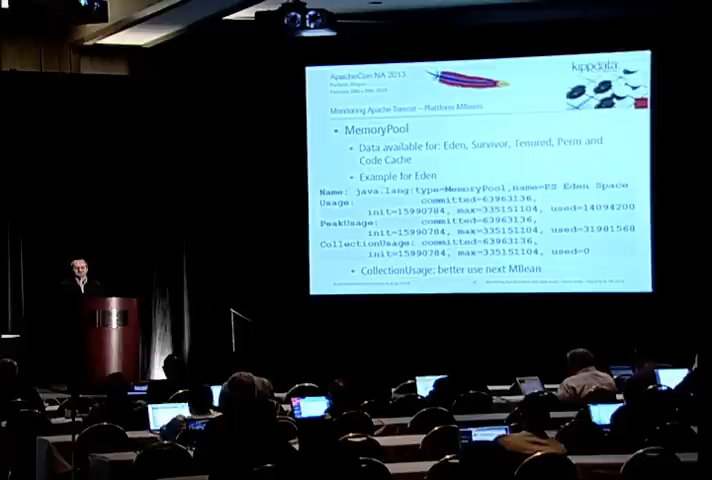 ApacheCon NA 2013
Portland, Oregon
kippdata
Monitoring Apache Tomcat – Platform MBeans
• MemoryPool
• Data available for: Eden, Survivor, Tenured, Perm and
Code Cache
• Example for Eden
Name: java.lang:type=MemoryPool,name=PS Eden Space
Usage: committed=63963136,
init=15990784, max=335151104, used=14094200
PeakUsage: committed=63963136,
init=15990784, max=335151104, used=31981568
CollectionUsage: committed=63963136,
init=15990784, max=335151104, used=0
• CollectionUsage: better use next MBean